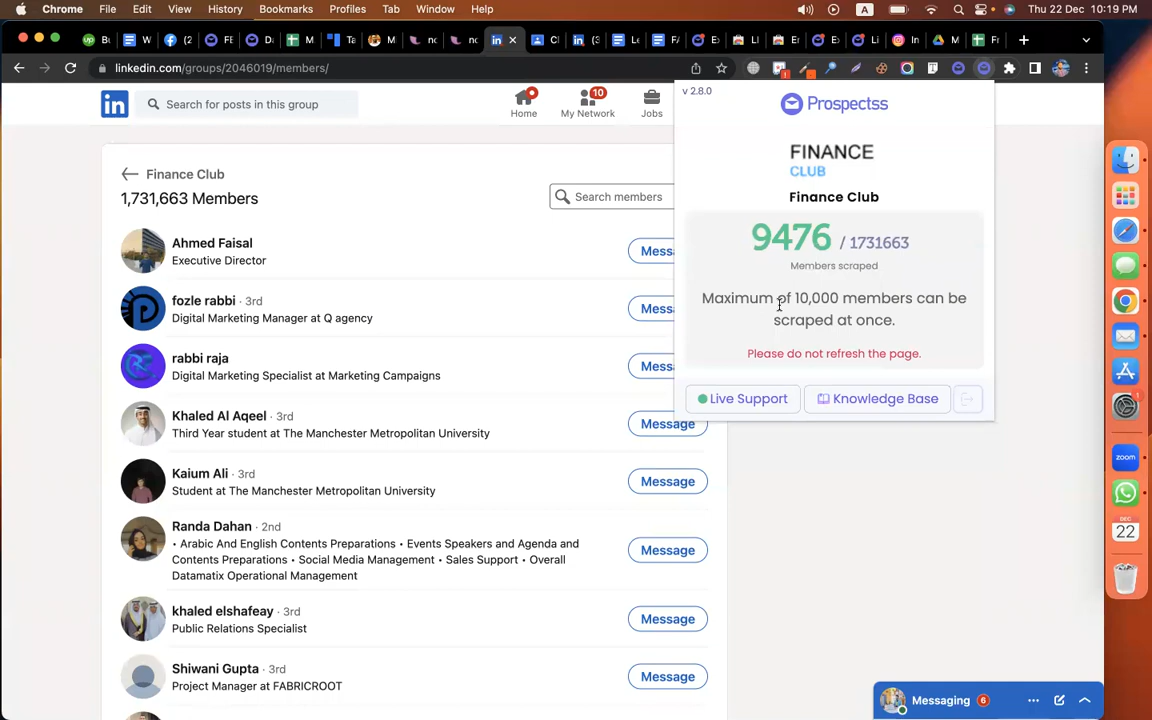 Chrome File Edit View History Bookmarks Profiles Tab Window Help
A
Thu 22 Dec 10:19 PM
linkedin.com/groups/2046019/members/
Search for posts in this group
Home
10
My Network
Jobs
v 2.8.0
Prospectss
FINANCE
CLUB
Finance Club
9476 / 1731663
Members scraped
Maximum of 10,000 members can be
scraped at once.
Please do not refresh the page.
Live Support
Knowledge Base
Finance Club
1,731,663 Members
Search members
Ahmed Faisal
Executive Director
fozle rabbi · 3rd
Digital Marketing Manager at Q agency
rabbi raja
Digital Marketing Specialist at Marketing Campaigns
Khaled Al Aqeel · 3rd
Third Year student at The Manchester Metropolitan University
Message
Kaium Ali · 3rd
Student at The Manchester Metropolitan University
Message
Randa Dahan · 2nd
• Arabic And English Contents Preparations • Events Speakers and Agenda and
Contents Preparations • Social Media Management • Sales Support • Overall
Datamatix Operational Management
Message
khaled elshafeay · 3rd
Public Relations Specialist
Message
Shiwani Gupta · 3rd
Project Manager at FABRICROOT
Message
Messaging 6
zoom
DEC
22